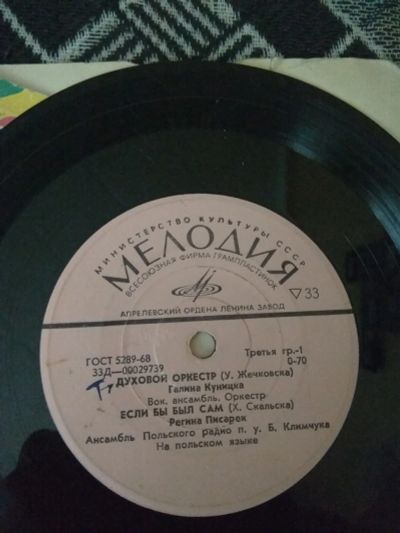 МИНИСТЕРСТВО КУЛЬТУРЫ СССР
МЕЛОДИЯ
ВСЕСОЮЗНАЯ ФИРМА ГРАМПЛАСТИНОК
▽33
АПРЕЛЕВСКИЙ ОРДЕНА ЛЕНИНА ЗАВОД
ГОСТ 5289-68
Третья гр.-1
33Д—00029739
0-70
ДУХОВОЙ ОРКЕСТР (У. Жечковска)
Галина Куницка
Вок. ансамбль, Оркестр
ЕСЛИ БЫ БЫЛ САМ (Х. Скальска)
Регина Писарек
Ансамбль Польского радио п. у. Б. Климчука
На польском языке